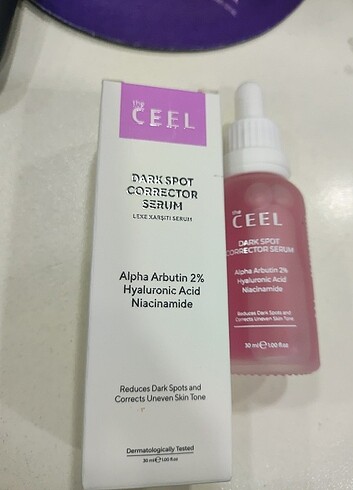 the
CEEL
DARK SPOT
CORRECTOR
SERUM
LEKE KARŞITI SERUM
Alpha Arbutin 2%
Hyaluronic Acid
Niacinamide
Reduces Dark Spots and
Corrects Uneven Skin Tone
Dermatologically Tested
30 ml ℮ 1.00 fl.oz
the
CEEL
DARK SPOT
CORRECTOR SERUM
Alpha Arbutin 2%
Hyaluronic Acid
Niacinamide
Reduces Dark Spots and
Corrects Uneven Skin Tone
30 ml ℮ 1.00 fl.oz